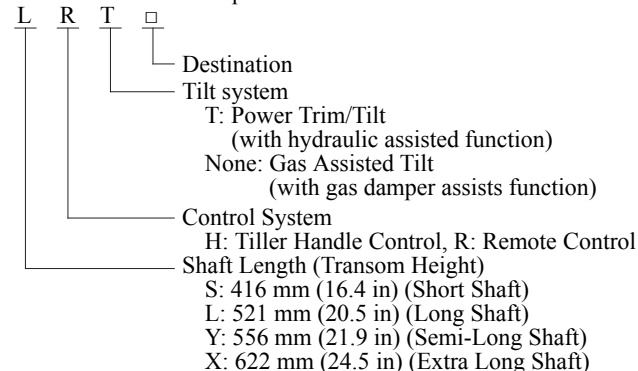 L R T □
Destination
Tilt system
T: Power Trim/Tilt
(with hydraulic assisted function)
None: Gas Assisted Tilt
(with gas damper assists function)
Control System
H: Tiller Handle Control, R: Remote Control
Shaft Length (Transom Height)
S: 416 mm (16.4 in) (Short Shaft)
L: 521 mm (20.5 in) (Long Shaft)
Y: 556 mm (21.9 in) (Semi-Long Shaft)
X: 622 mm (24.5 in) (Extra Long Shaft)